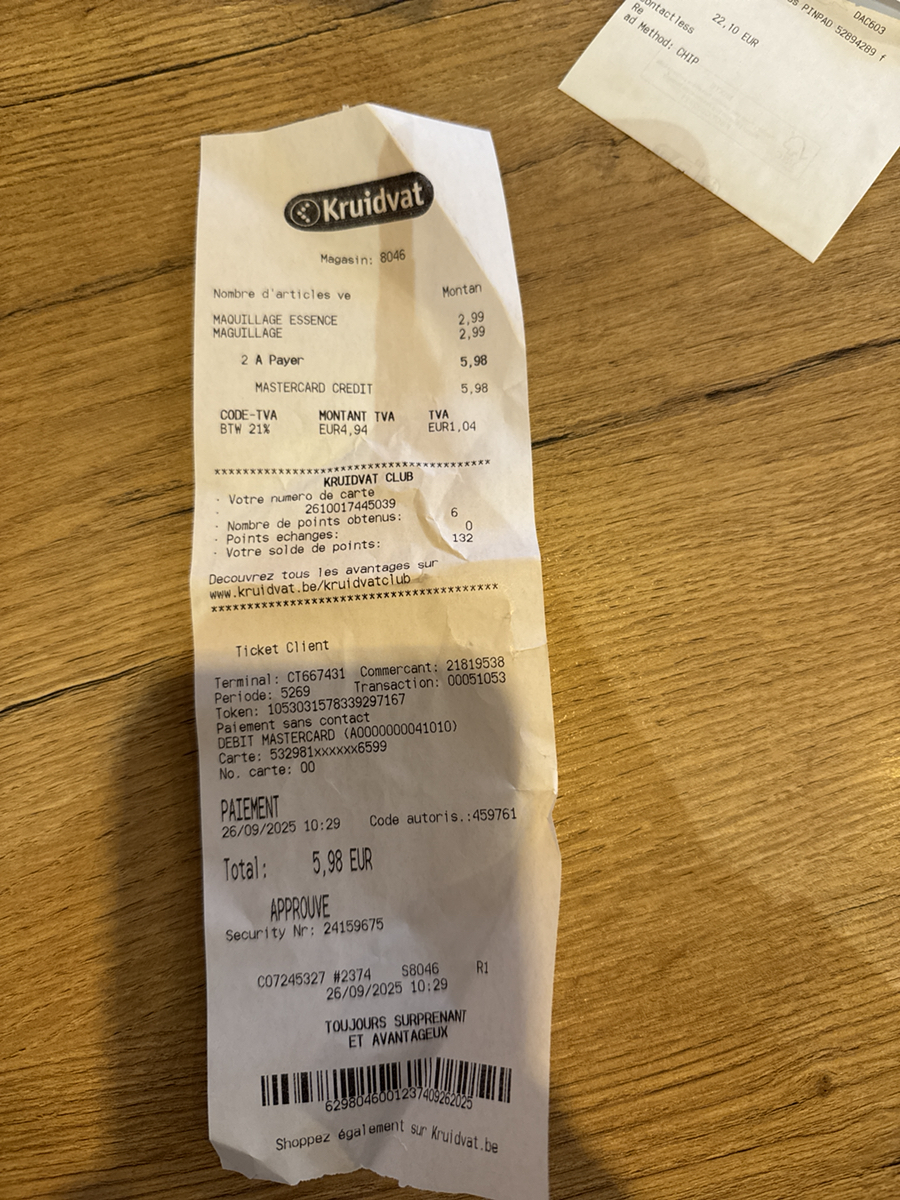 DAC603
PINPAD 52894289 f
ontactless
22,10 EUR
Re
ad Method: CHIP
Kruidvat
Magasin: 8046
Nombre d'articles ve Montan
MAQUILLAGE ESSENCE 2,99
MAGUILLAGE 2,99
2 A Payer 5,98
MASTERCARD CREDIT 5,98
CODE-TVA MONTANT TVA TVA
BTW 21% EUR4,94 EUR1,04
***************************************
KRUIDVAT CLUB
· Votre numero de carte
· 2610017445039
· Nombre de points obtenus: 6
· Points echanges: 0
· Votre solde de points: 132
Decouvrez tous les avantages sur
www.kruidvat.be/kruidvatclub
***************************************
Ticket Client
Terminal: CT667431 Commercant: 21819538
Periode: 5269 Transaction: 00051053
Token: 1053031578339297167
Paiement sans contact
DEBIT MASTERCARD (A0000000041010)
Carte: 532981xxxxxx6599
No. carte: 00
PAIEMENT
26/09/2025 10:29 Code autoris.:459761
Total: 5,98 EUR
APPROUVE
Security Nr: 24159675
C07245327 #2374 S8046 R1
26/09/2025 10:29
TOUJOURS SURPRENANT
ET AVANTAGEUX
6298046001237409262025
Shoppez également sur Kruidvat.be